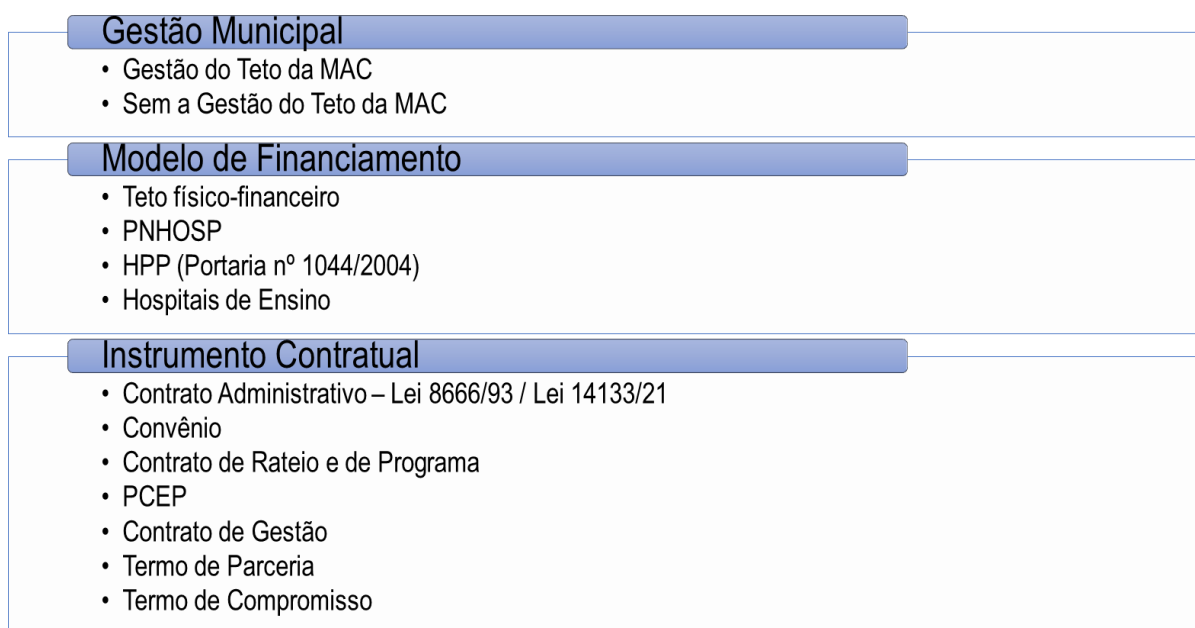 Gestão Municipal
• Gestão do Teto da MAC
• Sem a Gestão do Teto da MAC
Modelo de Financiamento
• Teto físico-financeiro
• PNHOSP
• HPP (Portaria nº 1044/2004)
• Hospitais de Ensino
Instrumento Contratual
• Contrato Administrativo – Lei 8666/93 / Lei 14133/21
• Convênio
• Contrato de Rateio e de Programa
• PCEP
• Contrato de Gestão
• Termo de Parceria
• Termo de Compromisso